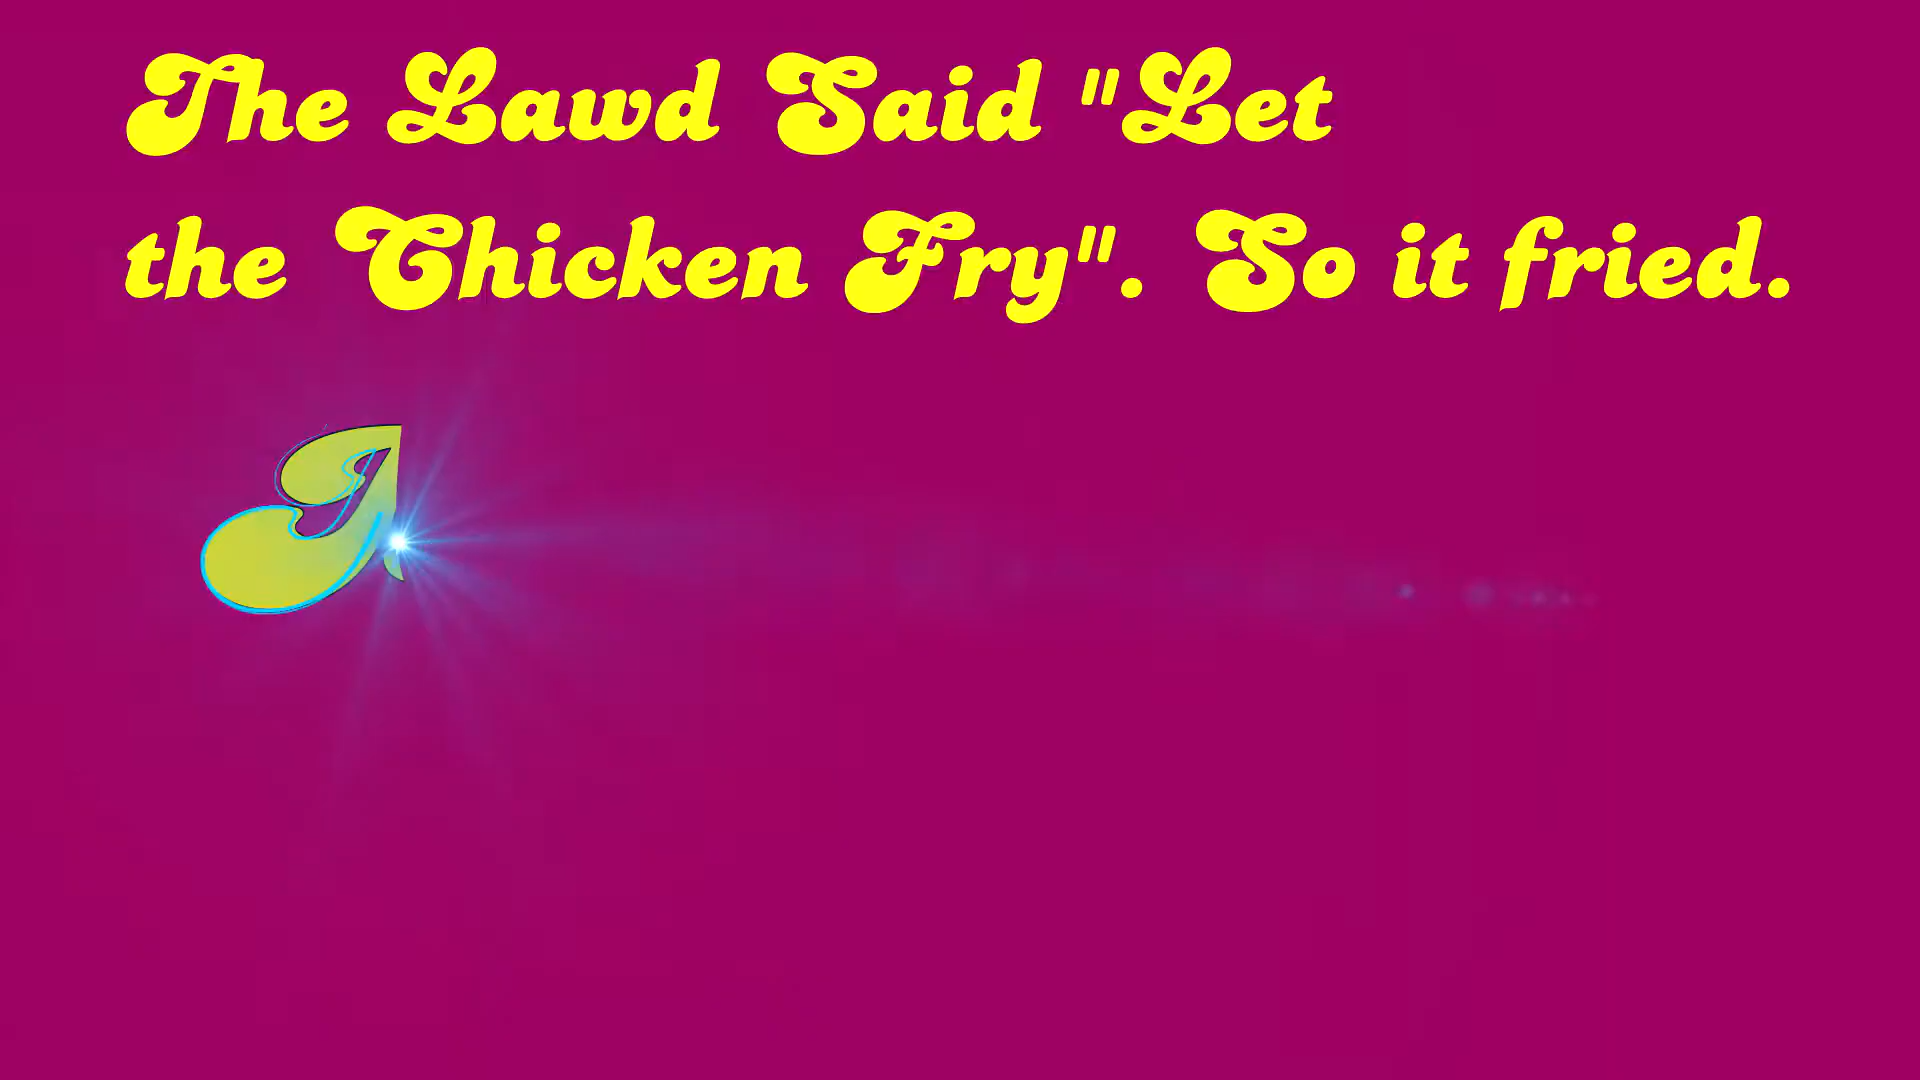 The Lawd Said "Let
the Chicken Fry". So it fried.